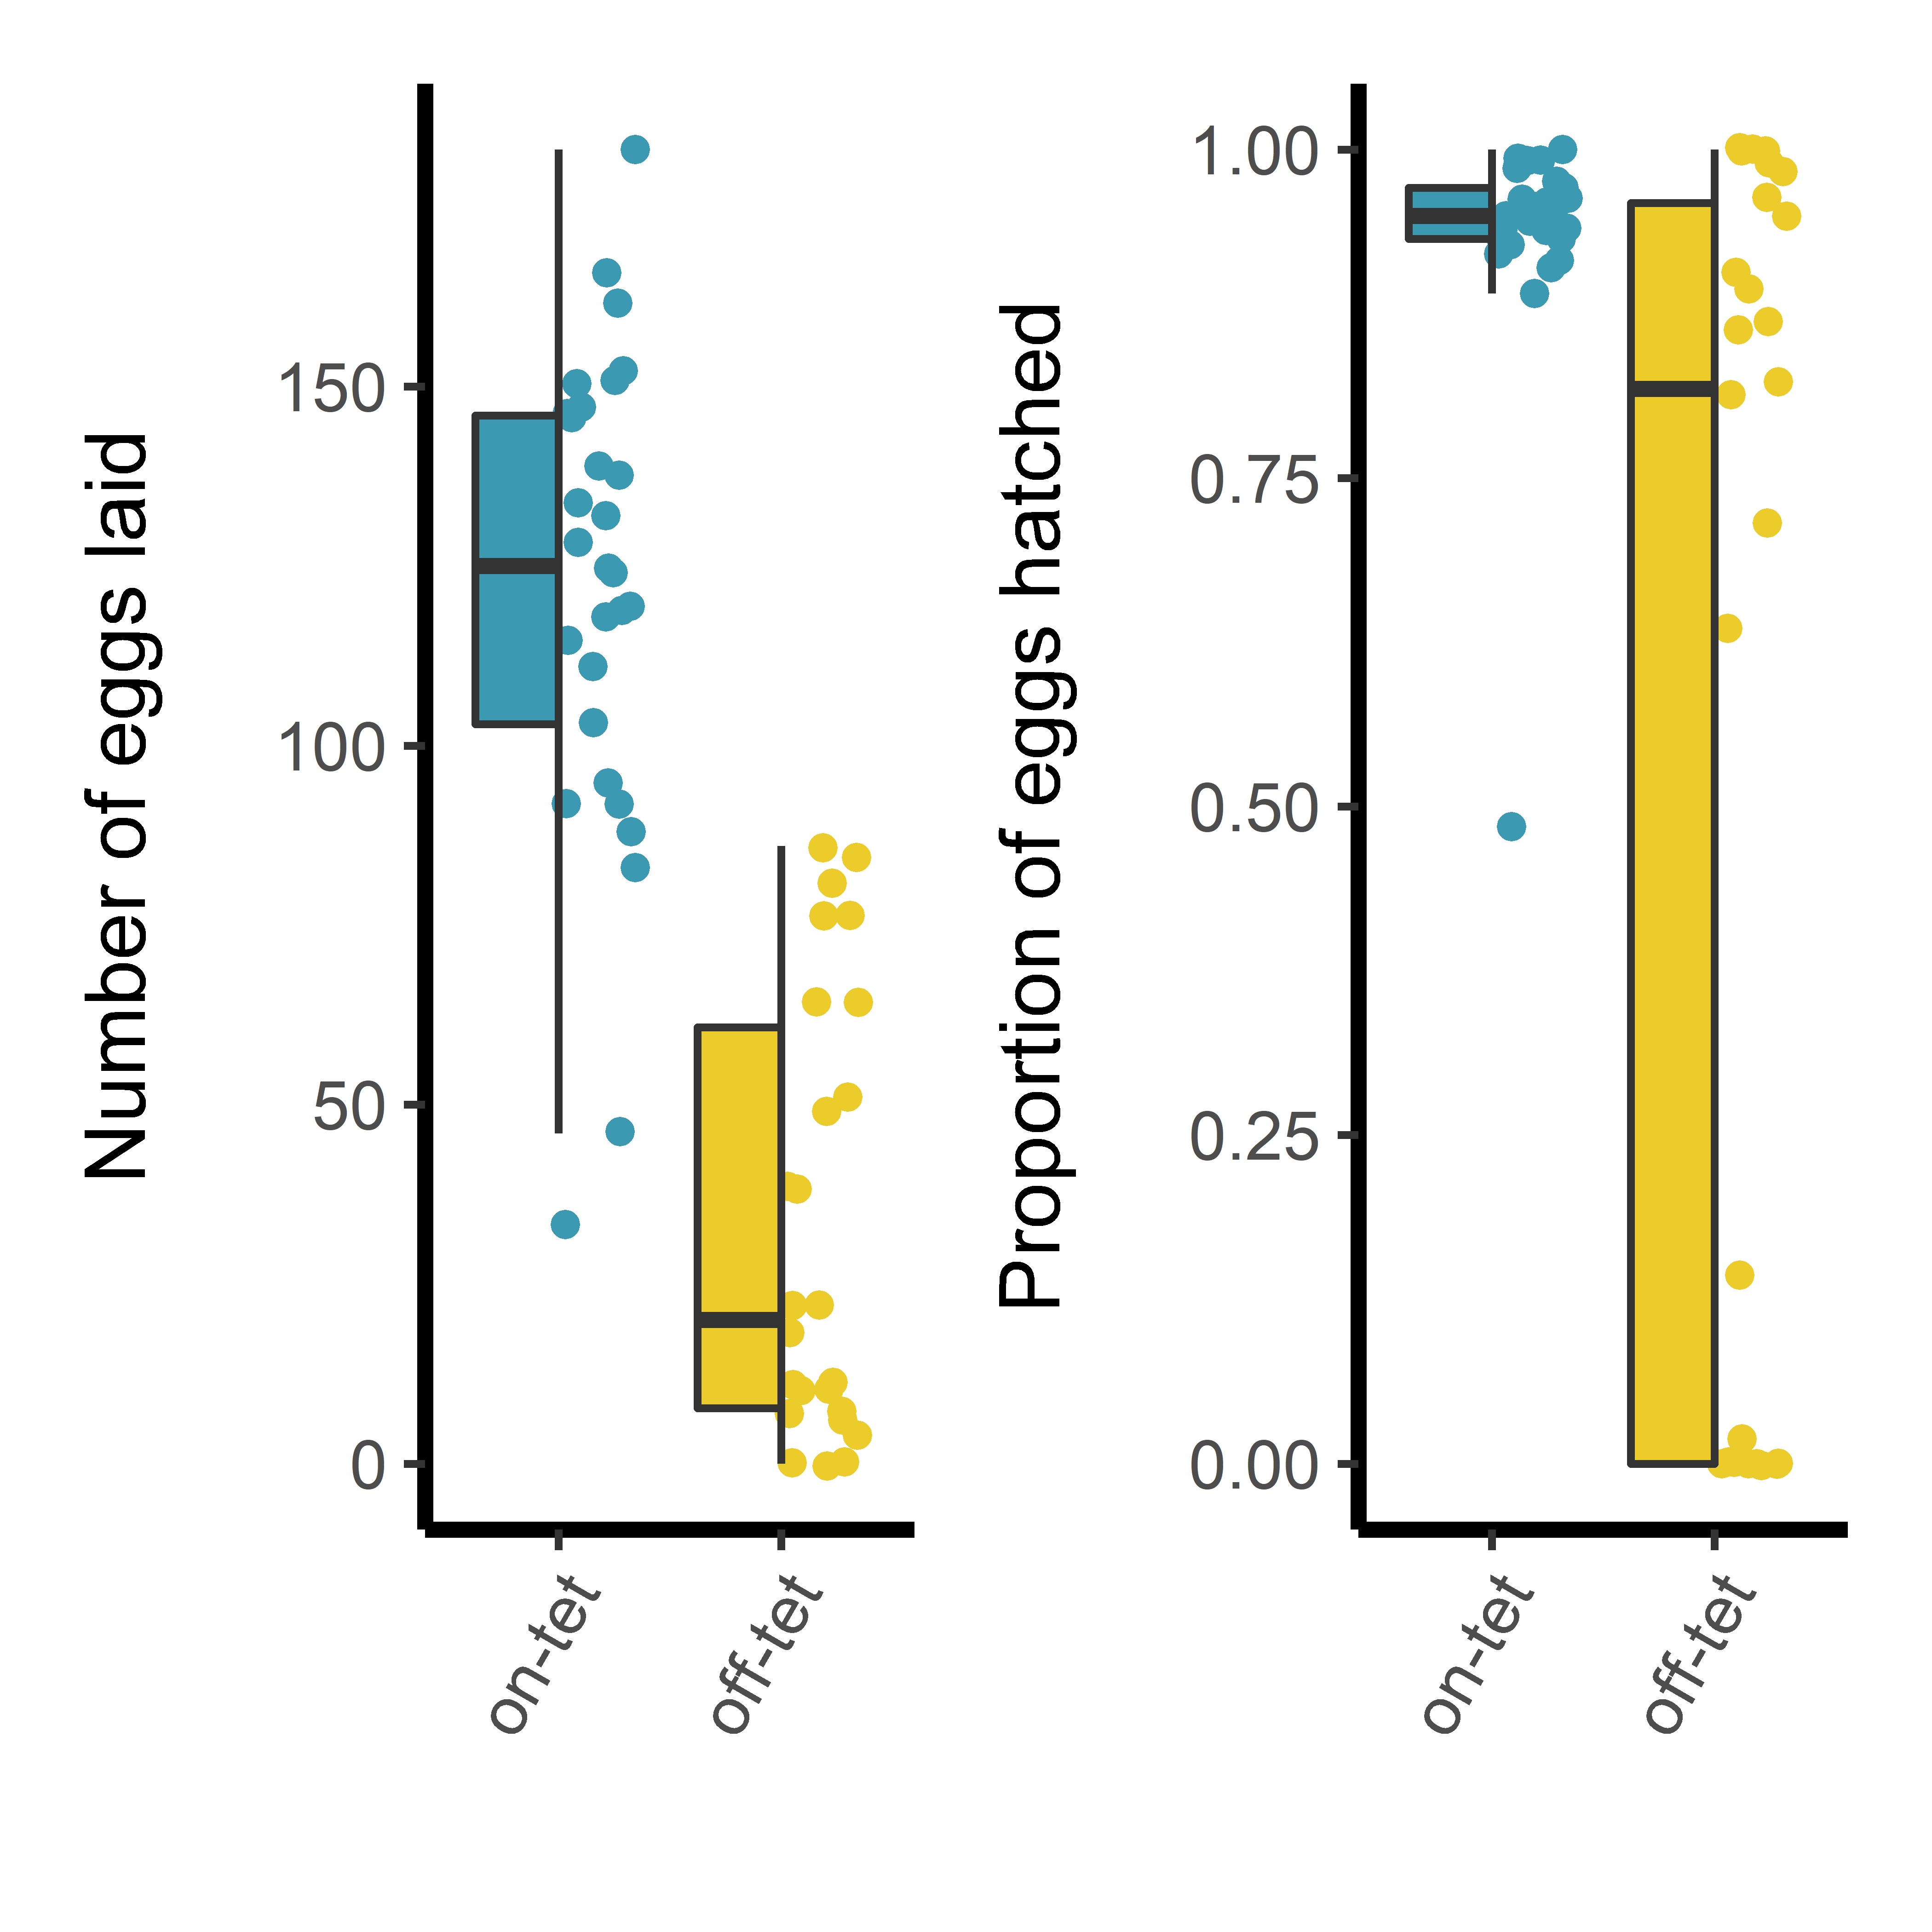 Number of eggs laid
150
100
50
0
on-tet
off-tet
Proportion of eggs hatched
1.00
0.75
0.50
0.25
0.00
on-tet
off-tet